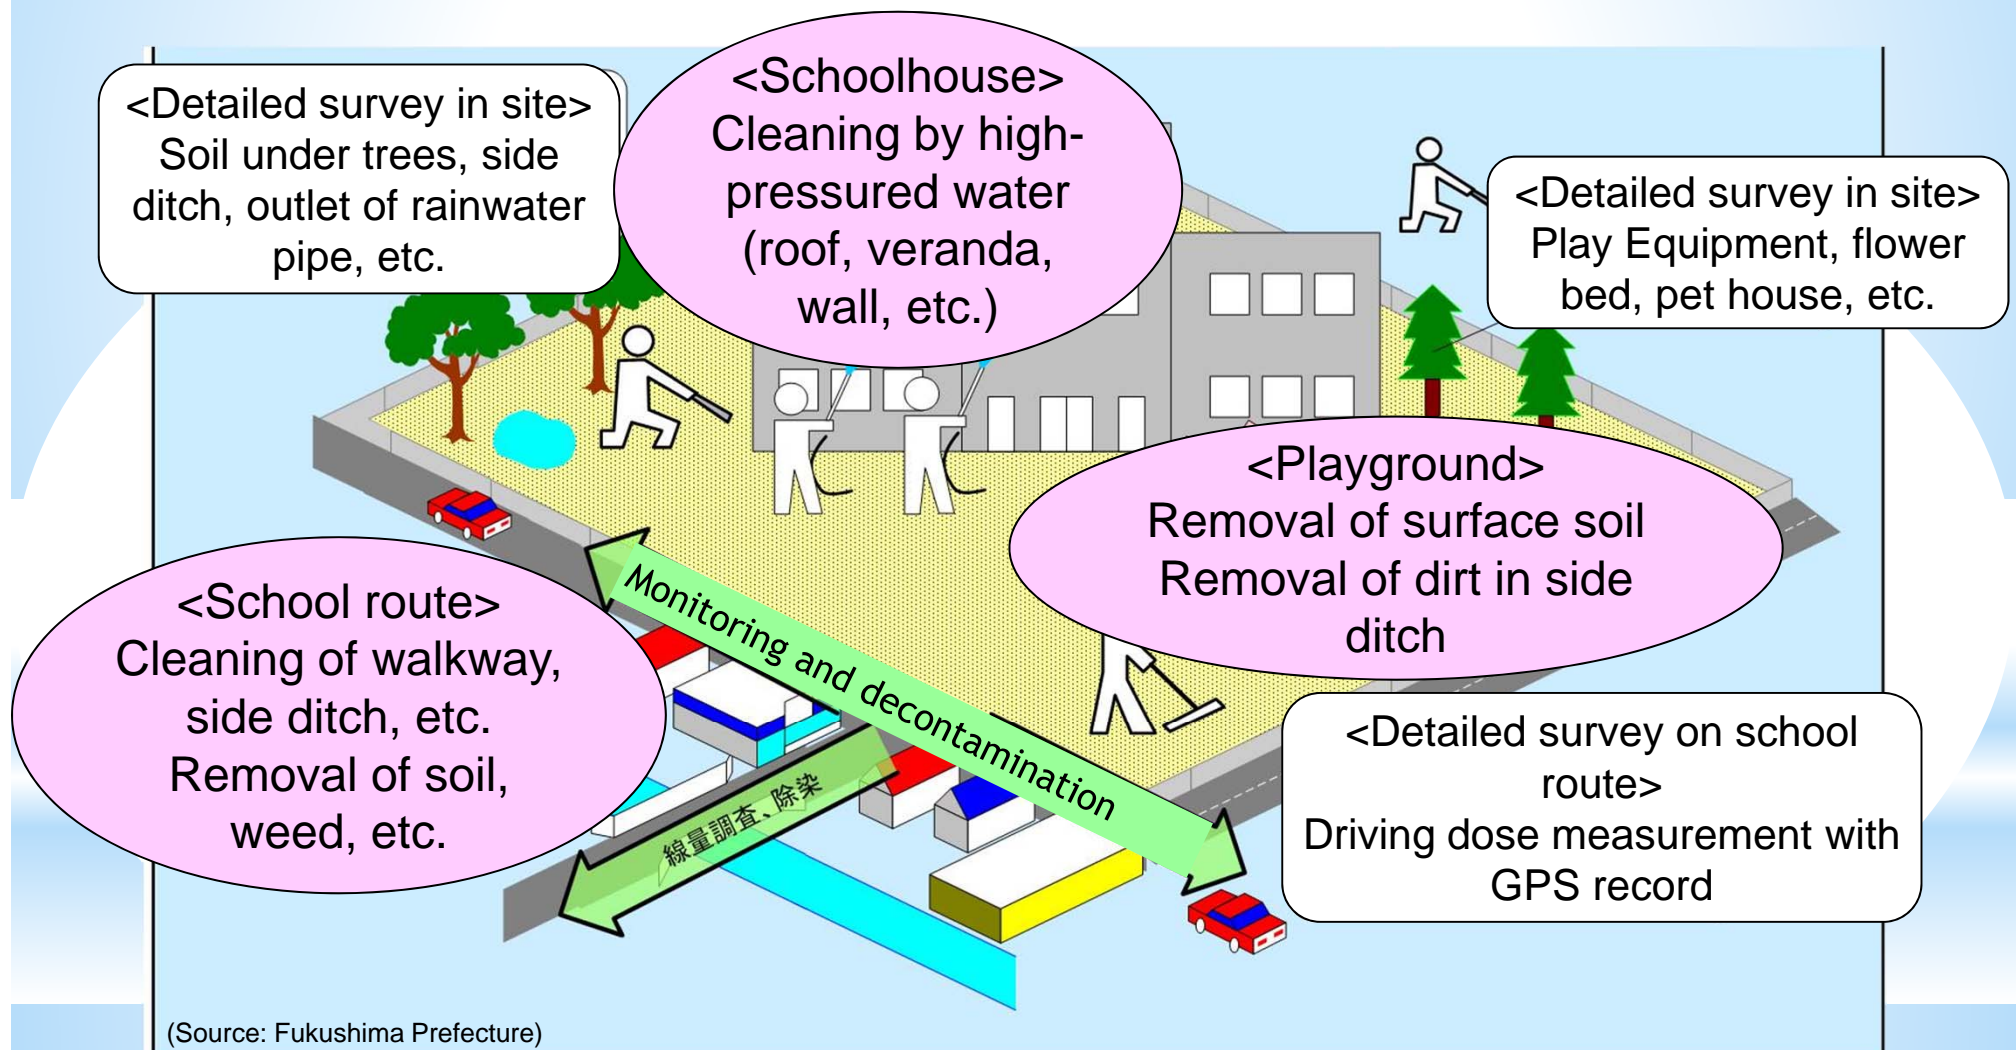 <Detailed survey in site>
Soil under trees, side
ditch, outlet of rainwater
pipe, etc.
<Schoolhouse>
Cleaning by high-
pressured water
(roof, veranda,
wall, etc.)
<Detailed survey in site>
Play Equipment, flower
bed, pet house, etc.
<Playground>
Removal of surface soil
Removal of dirt in side
ditch
<School route>
Cleaning of walkway,
side ditch, etc.
Removal of soil,
weed, etc.
Monitoring and decontamination
線量調査、除染
<Detailed survey on school
route>
Driving dose measurement with
GPS record
(Source: Fukushima Prefecture)